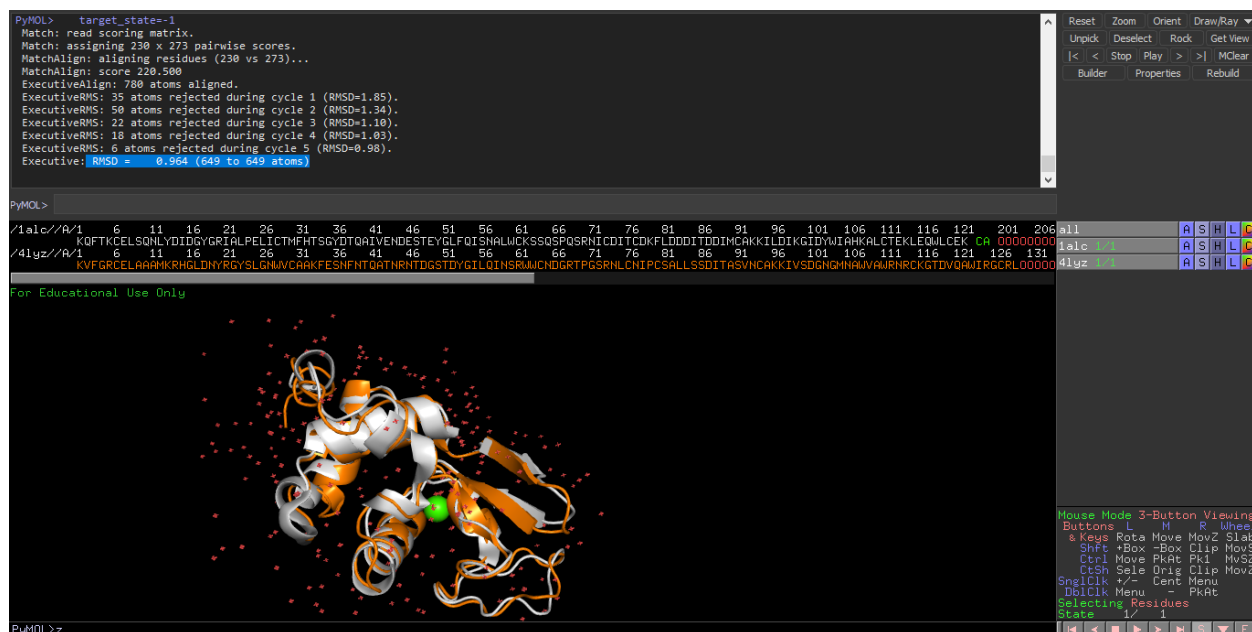 PyMOL>    target_state=-1
Match: read scoring matrix.
Match: assigning 230 x 273 pairwise scores.
MatchAlign: aligning residues (230 vs 273)...
MatchAlign: score 220.500
ExecutiveAlign: 780 atoms aligned.
ExecutiveRMS: 35 atoms rejected during cycle 1 (RMSD=1.85).
ExecutiveRMS: 50 atoms rejected during cycle 2 (RMSD=1.34).
ExecutiveRMS: 22 atoms rejected during cycle 3 (RMSD=1.10).
ExecutiveRMS: 18 atoms rejected during cycle 4 (RMSD=1.03).
ExecutiveRMS: 6 atoms rejected during cycle 5 (RMSD=0.98).
Executive: RMSD =    0.964 (649 to 649 atoms)
Reset Zoom Orient Draw/Ray
Unpick Deselect Rock Get View
|< < Stop Play > >| MClear
Builder Properties Rebuild
PyMOL>
/1alc//A/1 6 11 16 21 26 31 36 41 46 51 56 61 66 71 76 81 86 91 96 101 106 111 116 121 201 206
KQFTKCELSQNLYDIDGYGRIALPELICTMFHTSGYDTQAIVENDESTEYGLFQISNALWCKSSQSPQSRNICDITCDKFLDDDITDDIMCAKKILDIKGIDYWIAHKALCTEKLEQWLCEK CA OOOOOOOO
/4lyz//A/1 6 11 16 21 26 31 36 41 46 51 56 61 66 71 76 81 86 91 96 101 106 111 116 121 126 131
KVFGRCELAAAMKRHGLDNYRGYSLGNWVCAAKFESNFNTQATNRNTDGSTDYGILQINSRWWCNDGRTPGSRNLCNIPCSALLSSDITASVNCAKKIVSDGNGMNAWVAWRNRCKGTDVQAWIRGCRLOOOOO
all A S H L C
1alc 1/1 A S H L C
4lyz 1/1 A S H L C
For Educational Use Only
Mouse Mode 3-Button Viewing
Buttons L M R Whee
& Keys Rota Move MovZ Slab
Shft +Box -Box Clip MovS
Ctrl Move PkAt Pk1 MvSZ
CtSh Sele Orig Clip MovZ
SnglClk +/- Cent Menu
DblClk Menu - PkAt
Selecting Residues
State 1/ 1
PyMOL>z
|< < > >| S F